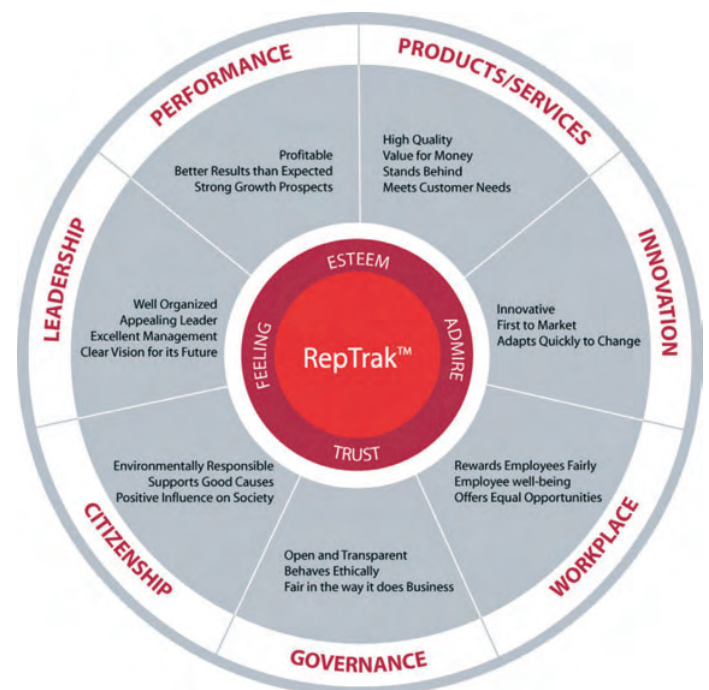 PERFORMANCE
Profitable
Better Results than Expected
Strong Growth Prospects
PRODUCTS/SERVICES
High Quality
Value for Money
Stands Behind
Meets Customer Needs
INNOVATION
Innovative
First to Market
Adapts Quickly to Change
WORKPLACE
Rewards Employees Fairly
Employee well-being
Offers Equal Opportunities
GOVERNANCE
Open and Transparent
Behaves Ethically
Fair in the way it does Business
CITIZENSHIP
Environmentally Responsible
Supports Good Causes
Positive Influence on Society
LEADERSHIP
Well Organized
Appealing Leader
Excellent Management
Clear Vision for its Future
ESTEEM
ADMIRE
TRUST
FEELING
RepTrak™